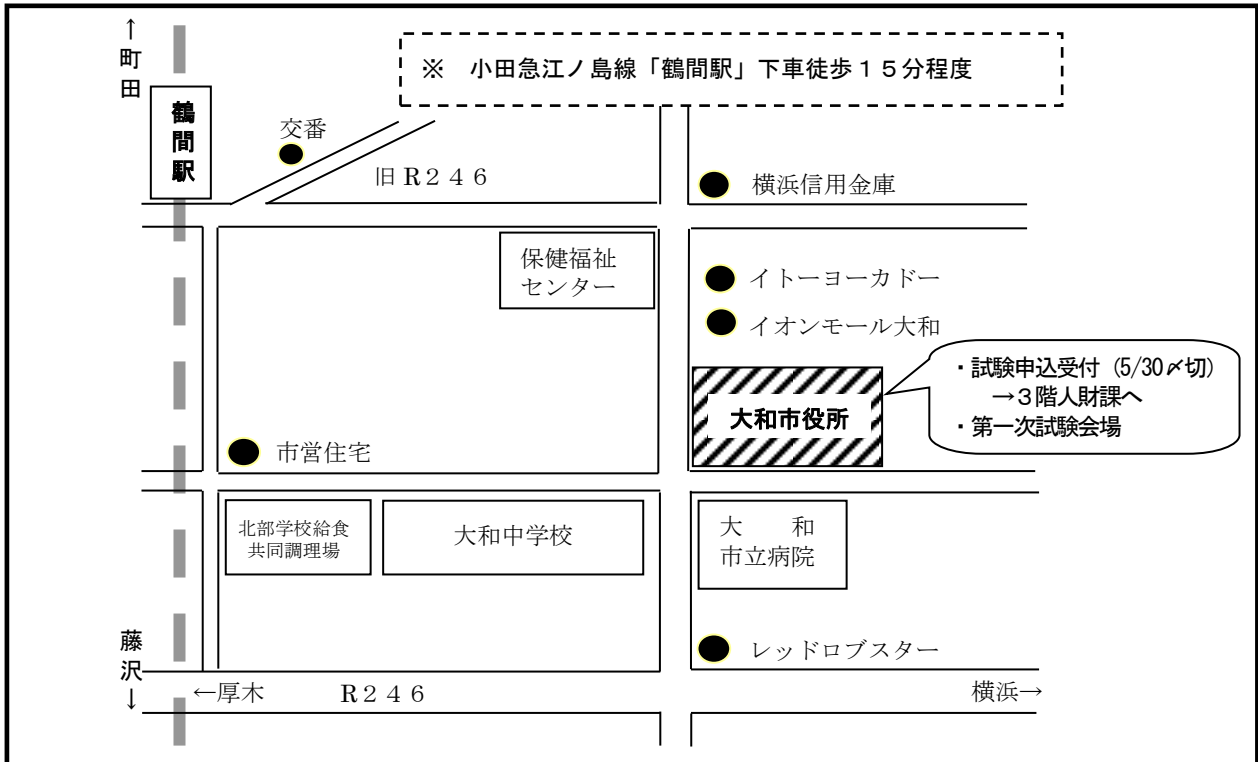 ↑町田
※ 小田急江ノ島線「鶴間駅」下車徒歩15分程度
鶴間駅
交番
旧R246
横浜信用金庫
保健福祉
センター
イトーヨーカドー
イオンモール大和
・試験申込受付(5/30〆切)
→3階人財課へ
・第一次試験会場
大和市役所
市営住宅
北部学校給食
共同調理場
大和中学校
大 和
市立病院
藤沢↓
レッドロブスター
←厚木
R246
横浜→